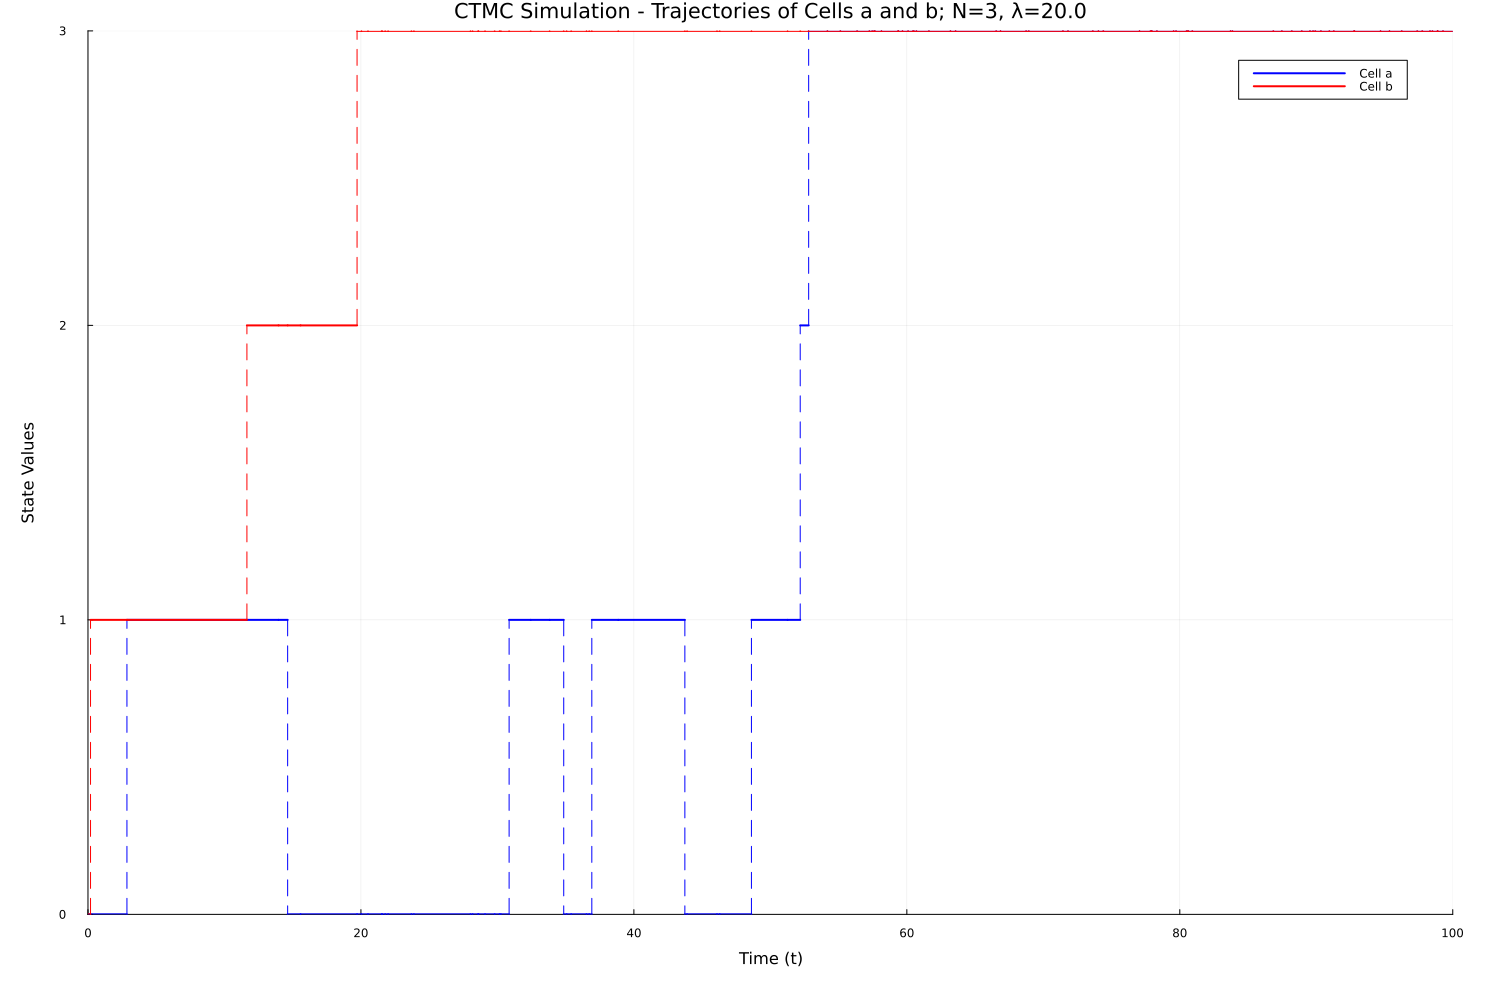 CTMC Simulation - Trajectories of Cells a and b; N=3, λ=20.0
3
Cell a
Cell b
2
State Values
1
0
0 20 40 60 80 100
Time (t)